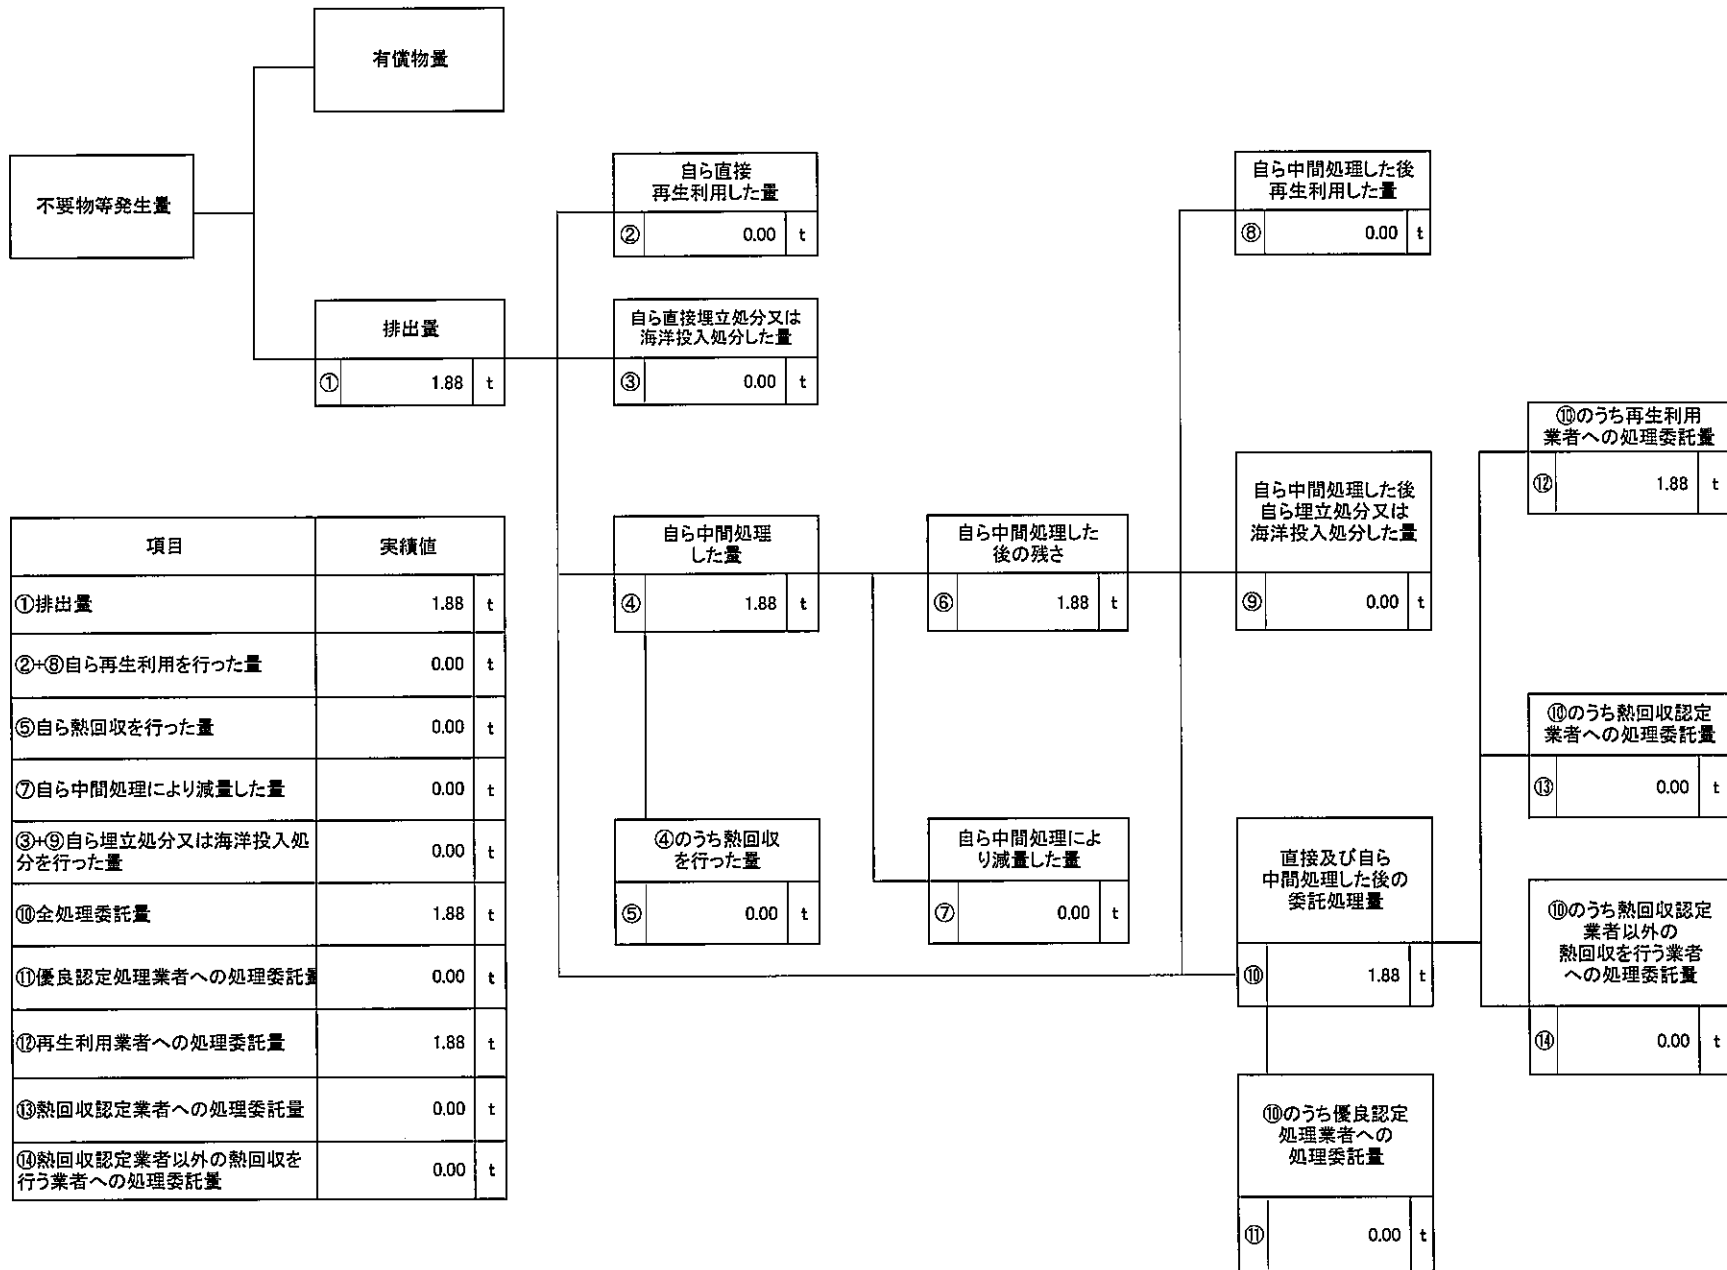 有償物量
不要物等発生量
自ら直接
再生利用した量
② 0.00 t
自ら中間処理した後
再生利用した量
⑧ 0.00 t
排出量
① 1.88 t
自ら直接埋立処分又は
海洋投入処分した量
③ 0.00 t
⑩のうち再生利用
業者への処理委託量
⑫ 1.88 t
自ら中間処理
した量
④ 1.88 t
自ら中間処理した
後の残さ
⑥ 1.88 t
自ら中間処理した後
自ら埋立処分又は
海洋投入処分した量
⑨ 0.00 t
⑩のうち熱回収認定
業者への処理委託量
⑬ 0.00 t
④のうち熱回収
を行った量
⑤ 0.00 t
自ら中間処理によ
り減量した量
⑦ 0.00 t
直接及び自ら
中間処理した後の
委託処理量
⑩ 1.88 t
⑩のうち熱回収認定
業者以外の
熱回収を行う業者
への処理委託量
⑭ 0.00 t
⑩のうち優良認定
処理業者への
処理委託量
⑪ 0.00 t
項目 実績値
①排出量 1.88 t
②+⑧自ら再生利用を行った量 0.00 t
⑤自ら熱回収を行った量 0.00 t
⑦自ら中間処理により減量した量 0.00 t
③+⑨自ら埋立処分又は海洋投入処
分を行った量 0.00 t
⑩全処理委託量 1.88 t
⑪優良認定処理業者への処理委託量 0.00 t
⑫再生利用業者への処理委託量 1.88 t
⑬熱回収認定業者への処理委託量 0.00 t
⑭熱回収認定業者以外の熱回収を
行う業者への処理委託量 0.00 t